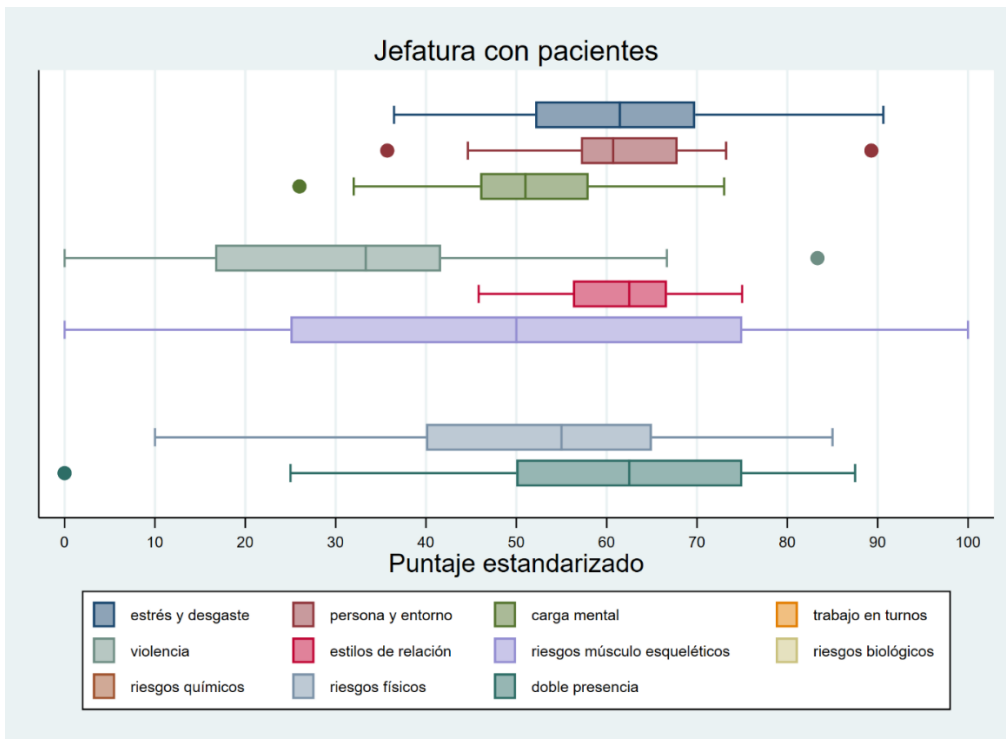 Jefatura con pacientes
0 10 20 30 40 50 60 70 80 90 100
Puntaje estandarizado
estrés y desgaste persona y entorno carga mental trabajo en turnos
violencia estilos de relación riesgos músculo esqueléticos riesgos biológicos
riesgos químicos riesgos físicos doble presencia